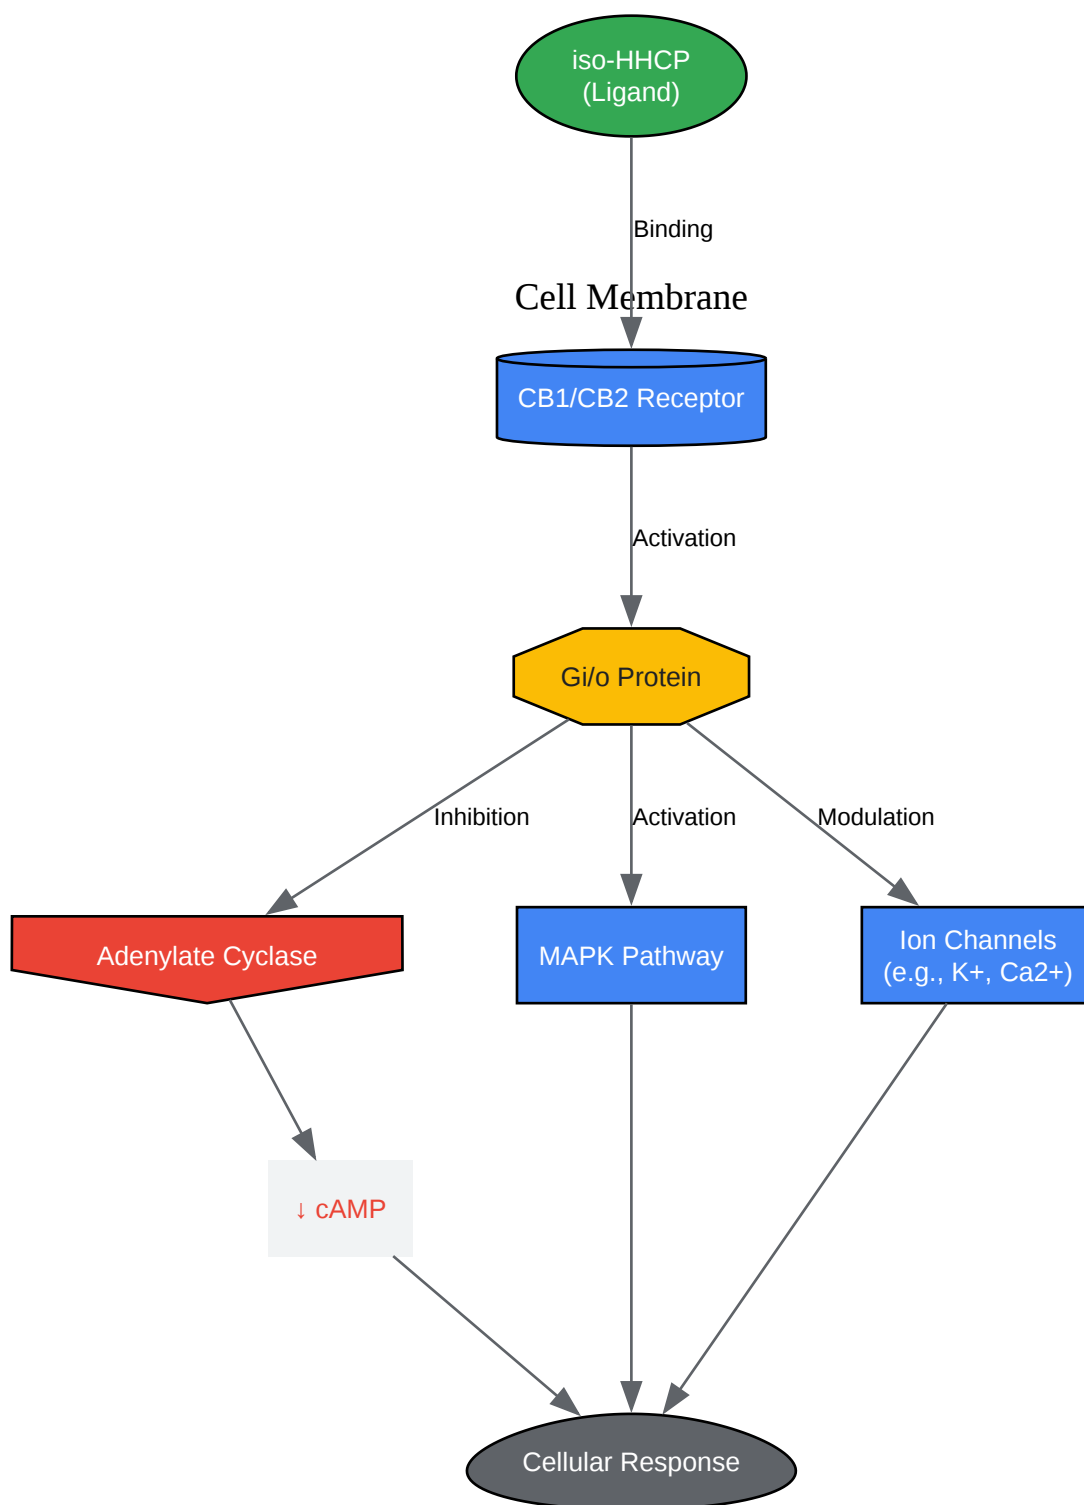 iso-HHCP
(Ligand)
Binding
Cell Membrane
CB1/CB2 Receptor
Activation
Gi/o Protein
Inhibition
Activation
Modulation
Adenylate Cyclase
MAPK Pathway
Ion Channels
(e.g., K+, Ca2+)
↓ cAMP
Cellular Response